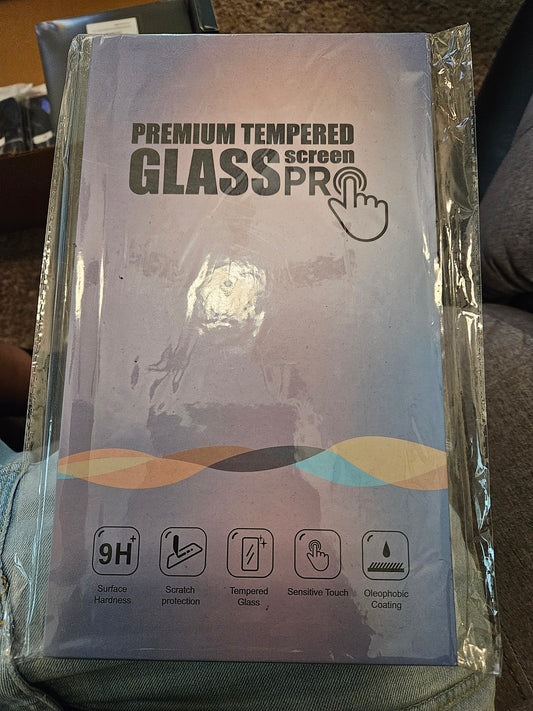 PREMIUM TEMPERED
GLASS screen PRO
9H+
Surface Hardness
Scratch protection
Tempered Glass
Sensitive Touch
Oleophobic Coating